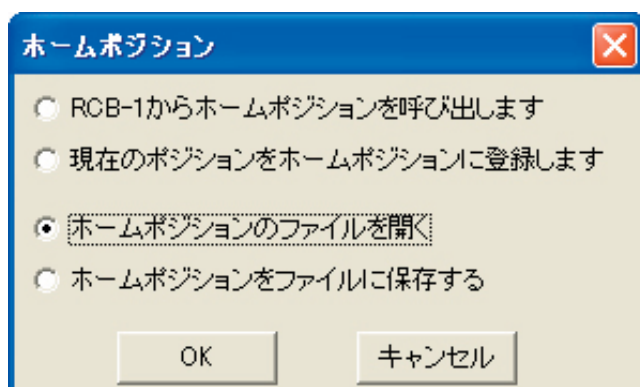 ホームポジション
RCB-1からホームポジションを呼び出します
現在のポジションをホームポジションに登録します
ホームポジションのファイルを開く
ホームポジションをファイルに保存する
OK キャンセル